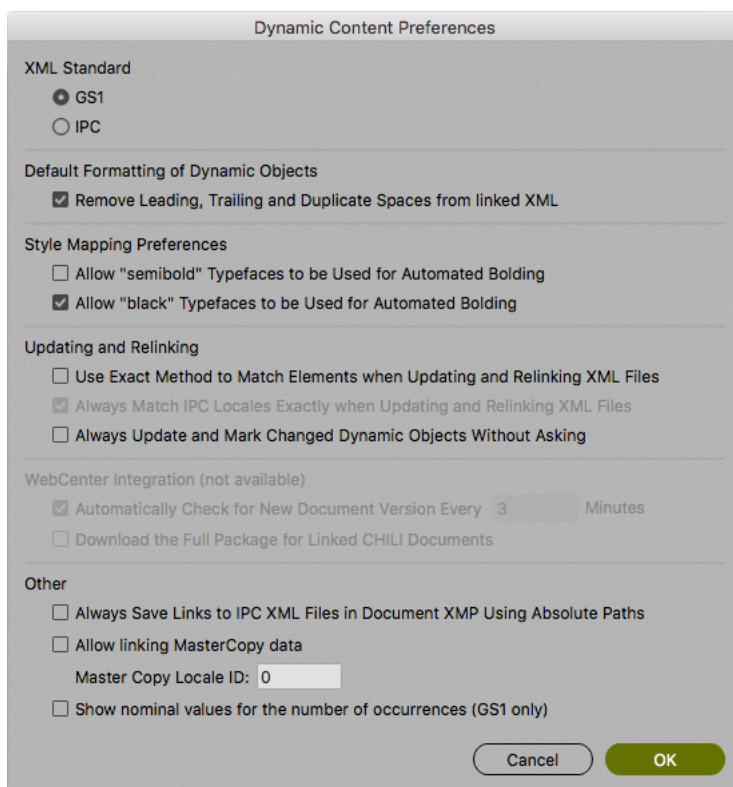 Dynamic Content Preferences
XML Standard
GS1
IPC
Default Formatting of Dynamic Objects
Remove Leading, Trailing and Duplicate Spaces from linked XML
Style Mapping Preferences
Allow "semibold" Typefaces to be Used for Automated Bolding
Allow "black" Typefaces to be Used for Automated Bolding
Updating and Relinking
Use Exact Method to Match Elements when Updating and Relinking XML Files
Always Match IPC Locales Exactly when Updating and Relinking XML Files
Always Update and Mark Changed Dynamic Objects Without Asking
WebCenter Integration (not available)
Automatically Check for New Document Version Every 3 Minutes
Download the Full Package for Linked CHILI Documents
Other
Always Save Links to IPC XML Files in Document XMP Using Absolute Paths
Allow linking MasterCopy data
Master Copy Locale ID: 0
Show nominal values for the number of occurrences (GS1 only)
Cancel OK